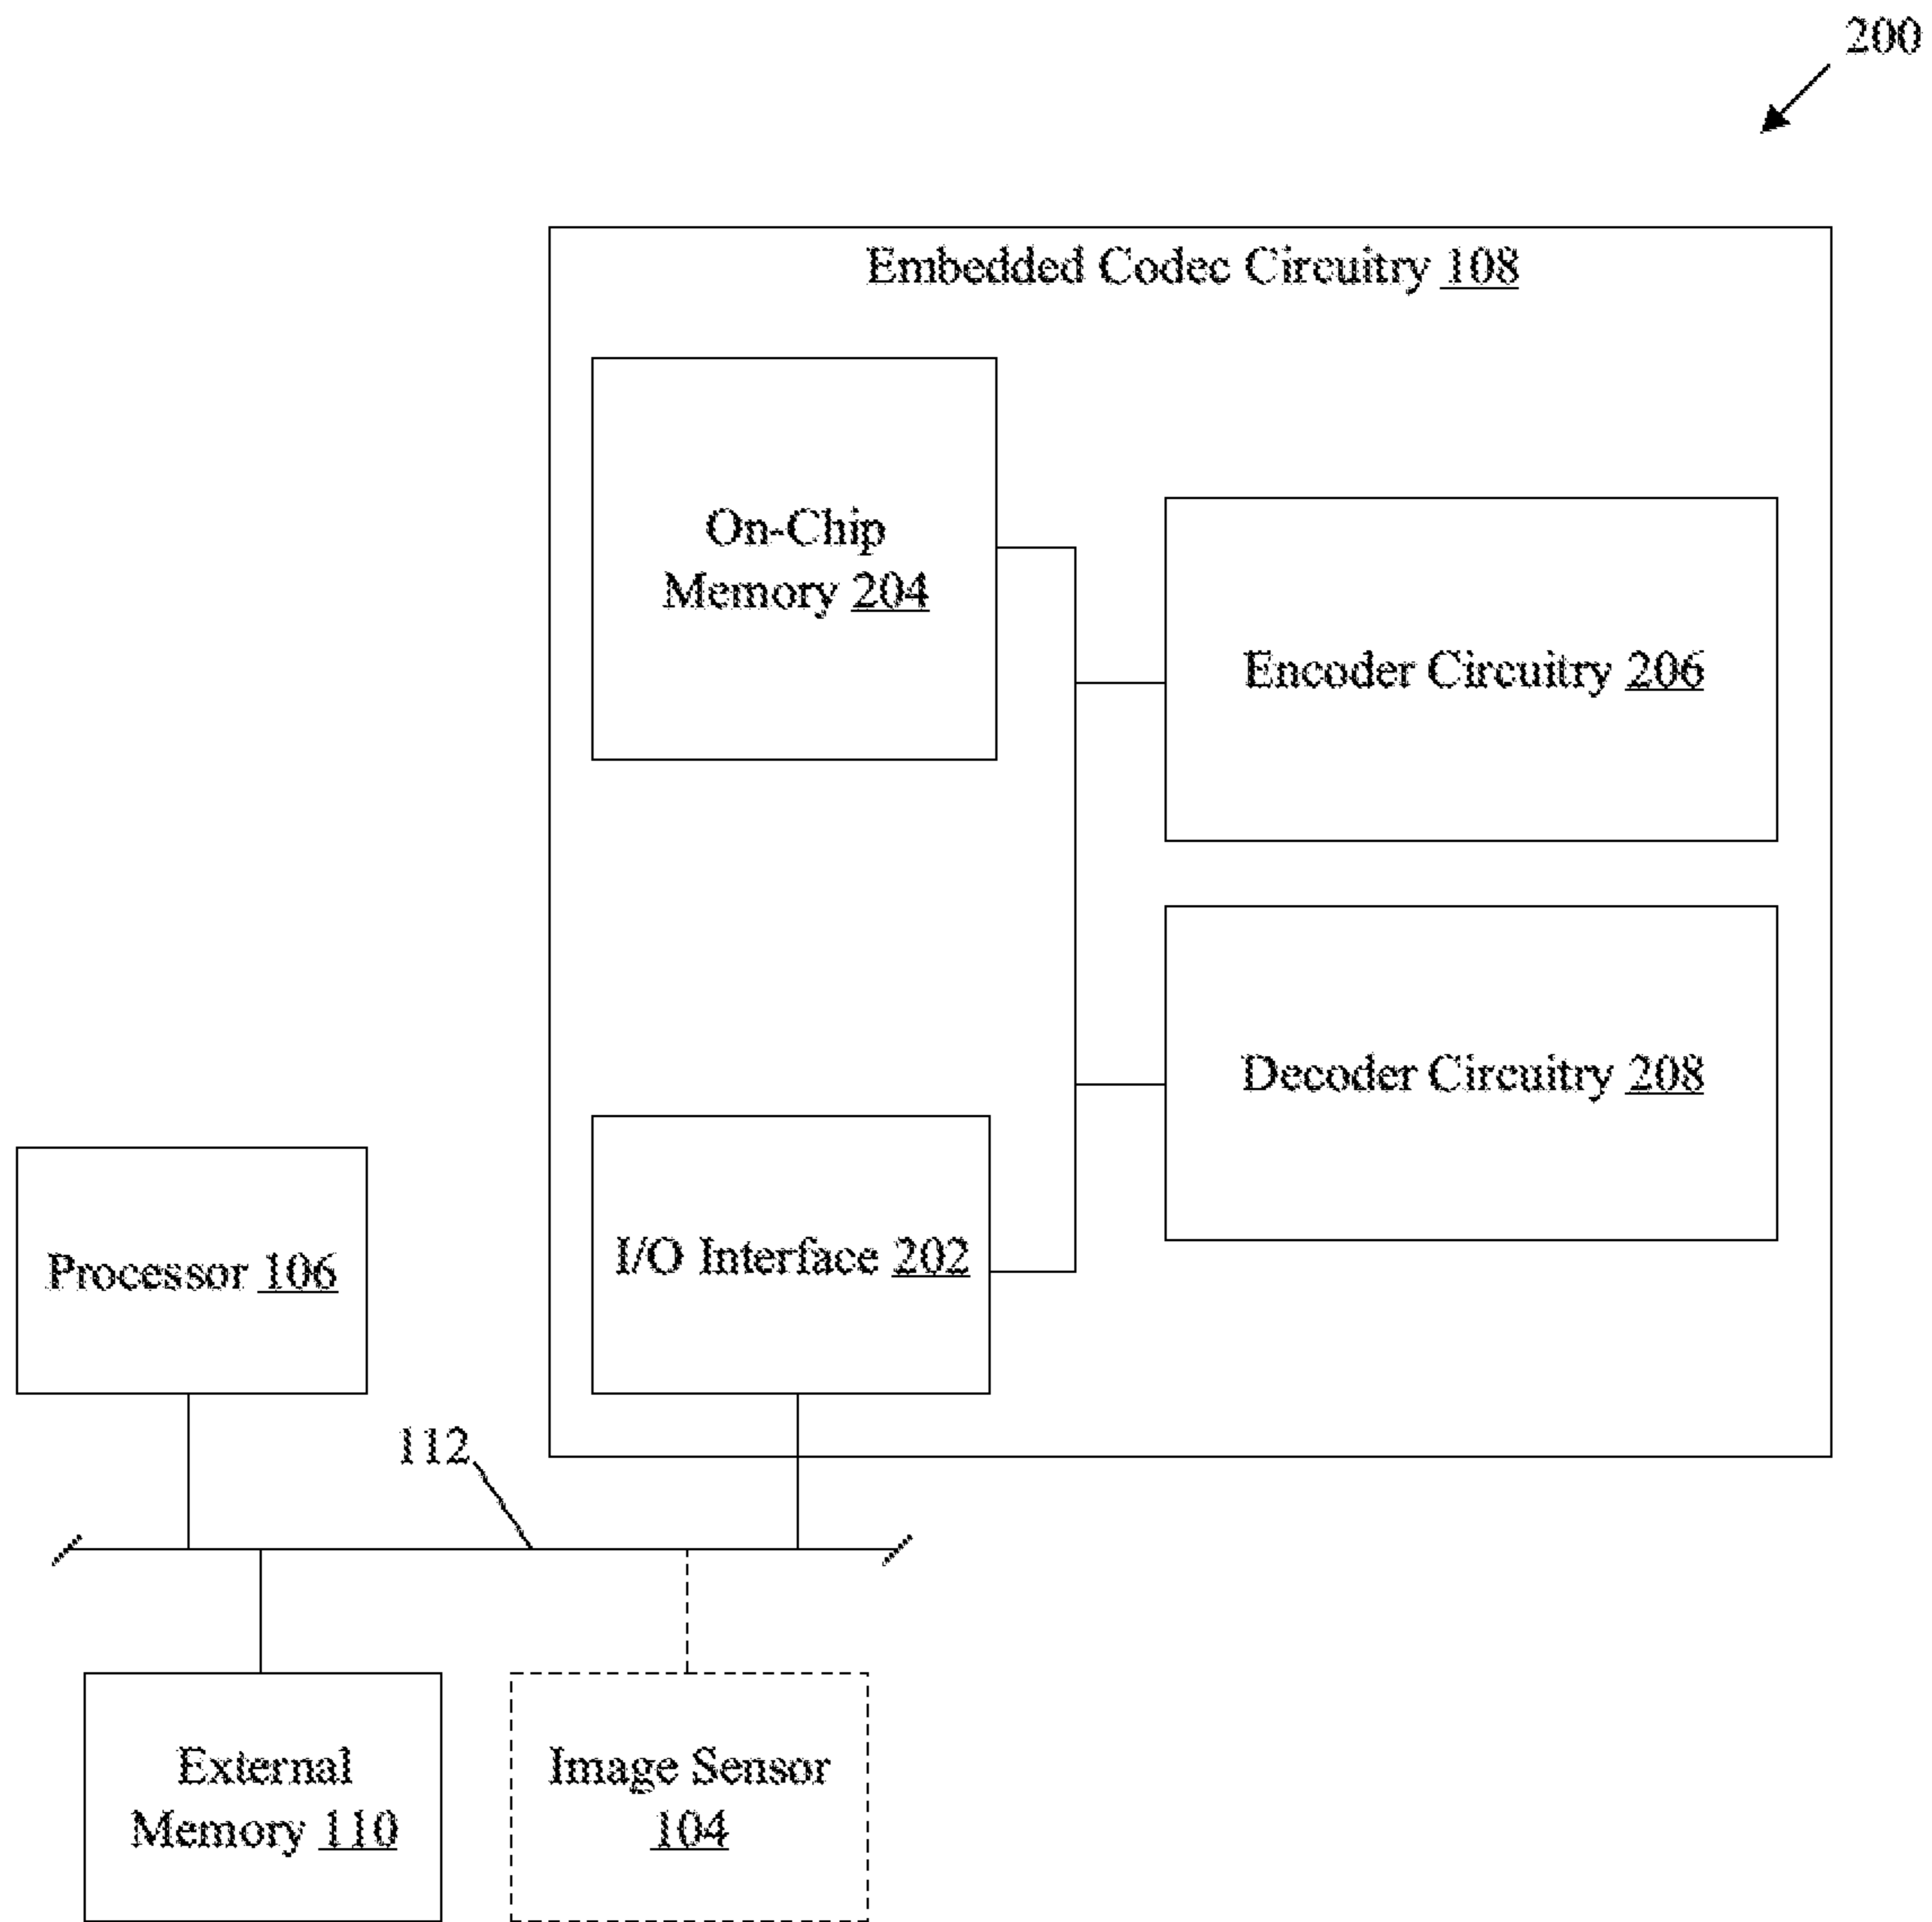 200
Embedded Codec Circuitry 108
On-Chip
Memory 204
Encoder Circuitry 206
Decoder Circuitry 208
I/O Interface 202
Processor 106
112
External
Memory 110
Image Sensor
104